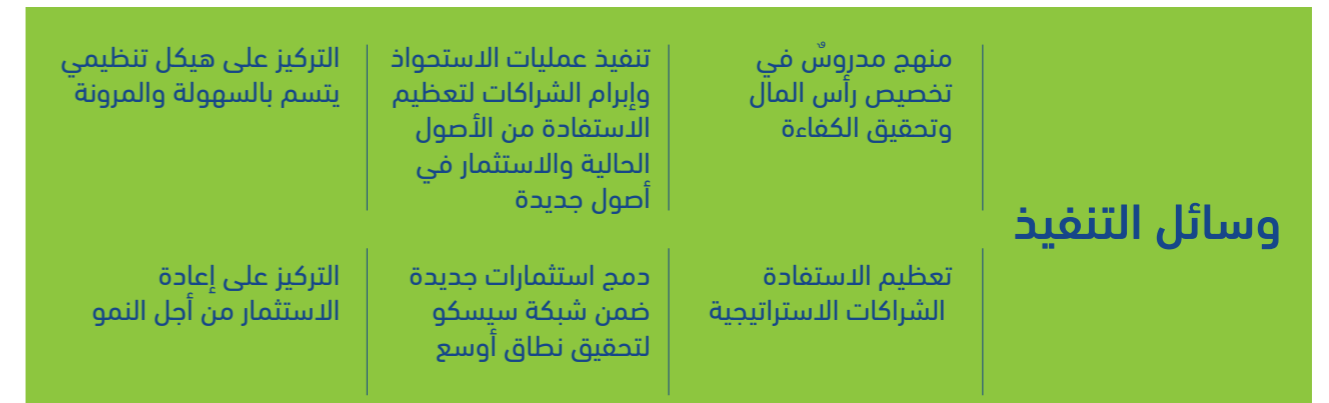 وسائل التنفيذ
منهج مدروسٌ في
تخصيص رأس المال
وتحقيق الكفاءة
تنفيذ عمليات الاستحواذ
وإبرام الشراكات لتعظيم
الاستفادة من الأصول
الحالية والاستثمار في
أصول جديدة
التركيز على هيكل تنظيمي
يتسم بالسهولة والمرونة
تعظيم الاستفادة
الشراكات الاستراتيجية
دمج استثمارات جديدة
ضمن شبكة سيسكو
لتحقيق نطاق أوسع
التركيز على إعادة
الاستثمار من أجل النمو